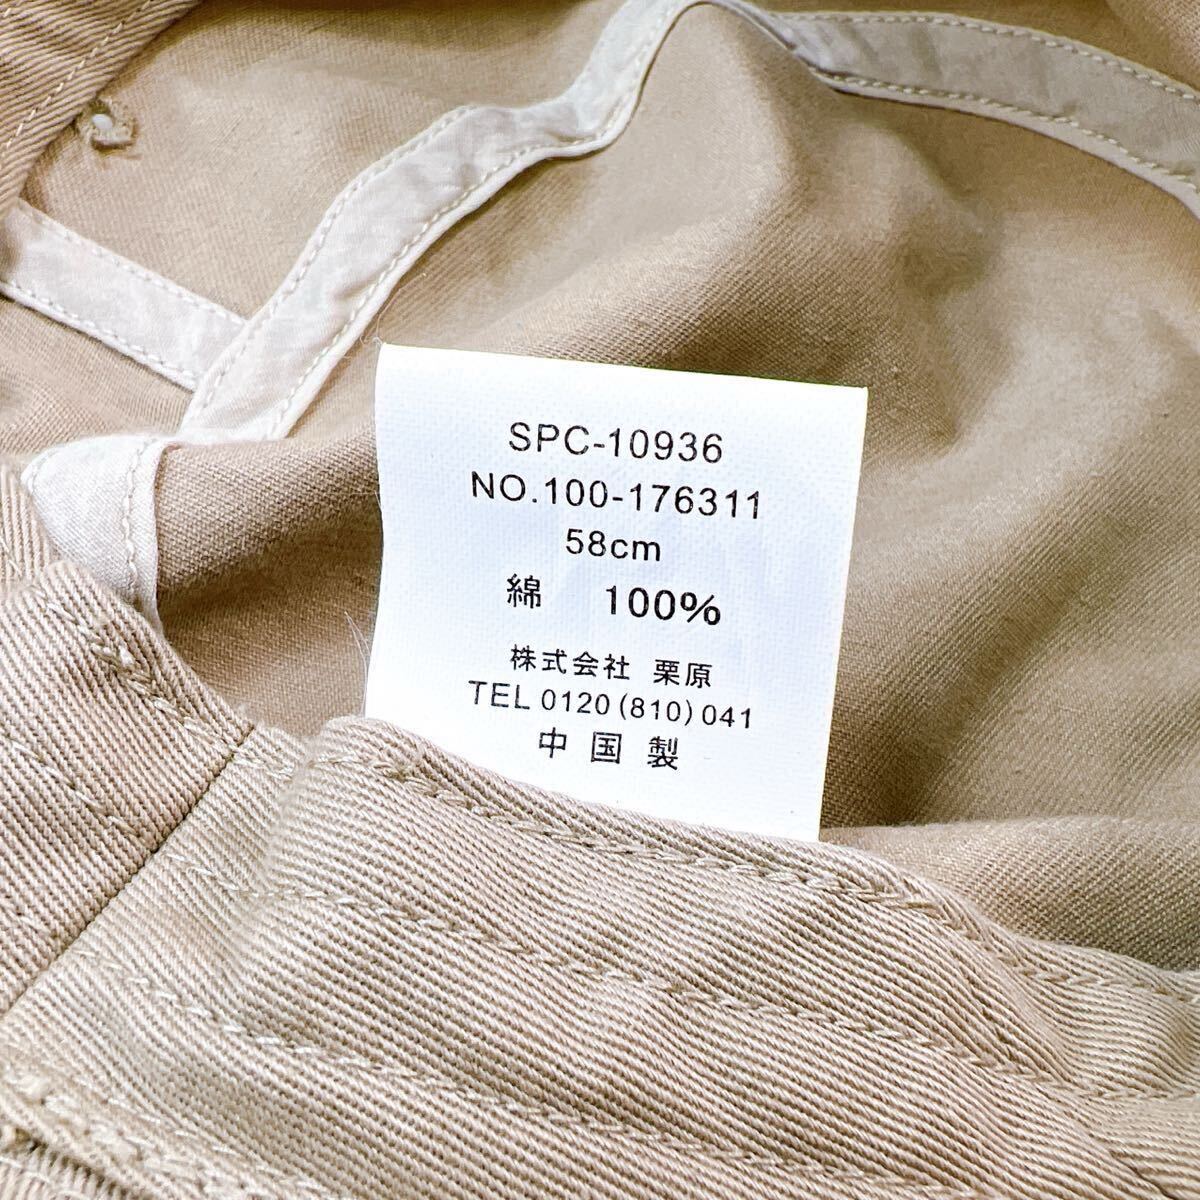 SPC-10936
NO.100-176311
58cm
綿 100%
株式会社 栗原
TEL 0120(810)041
中国製